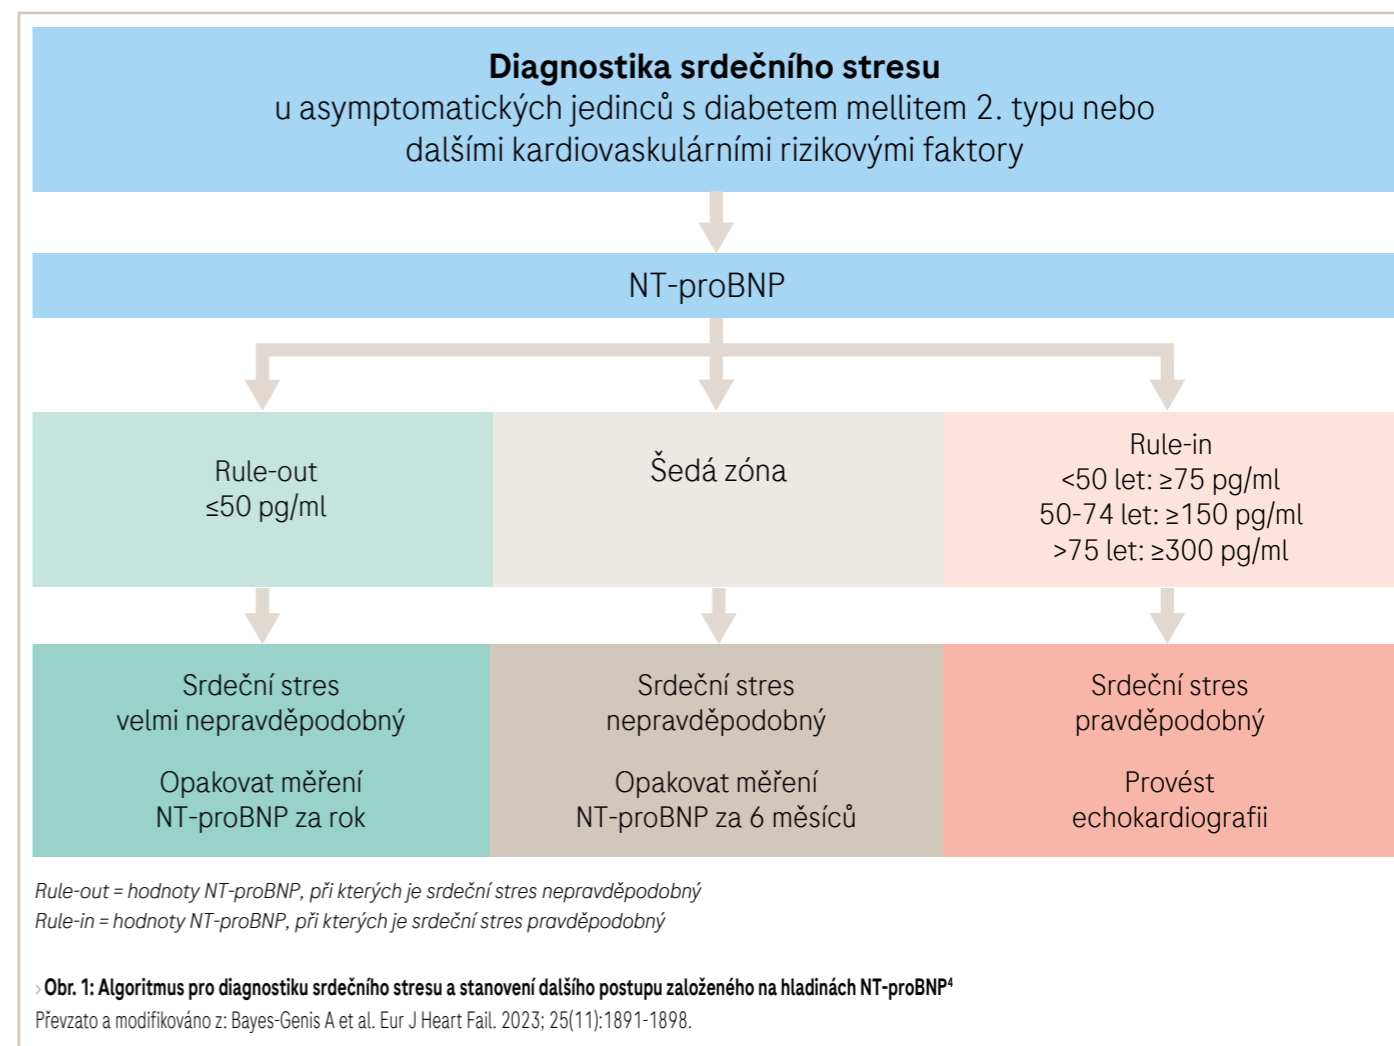 Diagnostika srdečního stresu
u asymptomatických jedinců s diabetem mellitem 2. typu nebo
dalšími kardiovaskulárními rizikovými faktory
NT-proBNP
Rule-out
≤50 pg/ml
Šedá zóna
Rule-in
<50 let: ≥75 pg/ml
50-74 let: ≥150 pg/ml
>75 let: ≥300 pg/ml
Srdeční stres
velmi nepravděpodobný
Opakovat měření
NT-proBNP za rok
Srdeční stres
nepravděpodobný
Opakovat měření
NT-proBNP za 6 měsíců
Srdeční stres
pravděpodobný
Provést
echokardiografii
Rule-out = hodnoty NT-proBNP, při kterých je srdeční stres nepravděpodobný
Rule-in = hodnoty NT-proBNP, při kterých je srdeční stres pravděpodobný
› Obr. 1: Algoritmus pro diagnostiku srdečního stresu a stanovení dalšího postupu založeného na hladinách NT-proBNP⁴
Převzato a modifikováno z: Bayes-Genis A et al. Eur J Heart Fail. 2023; 25(11):1891-1898.